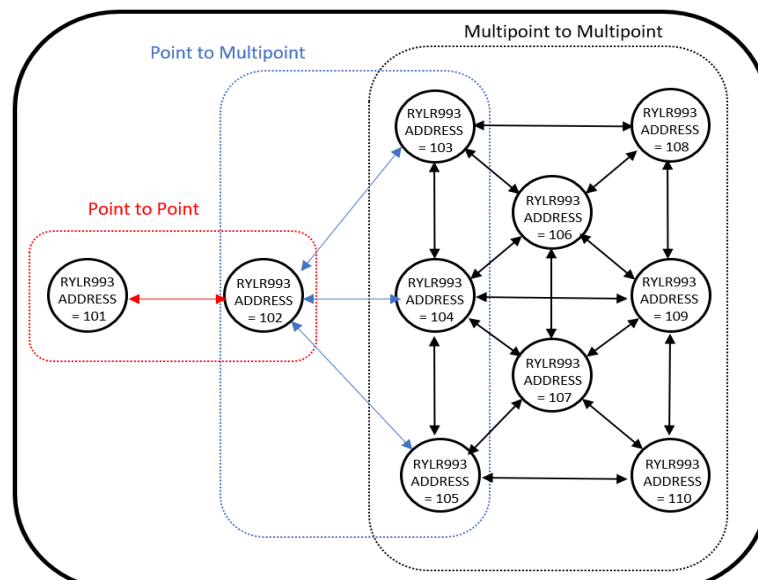 Multipoint to Multipoint
Point to Multipoint
Point to Point
RYLR993
ADDRESS
= 101
RYLR993
ADDRESS
= 102
RYLR993
ADDRESS
= 103
RYLR993
ADDRESS
= 104
RYLR993
ADDRESS
= 105
RYLR993
ADDRESS
= 106
RYLR993
ADDRESS
= 107
RYLR993
ADDRESS
= 108
RYLR993
ADDRESS
= 109
RYLR993
ADDRESS
= 110